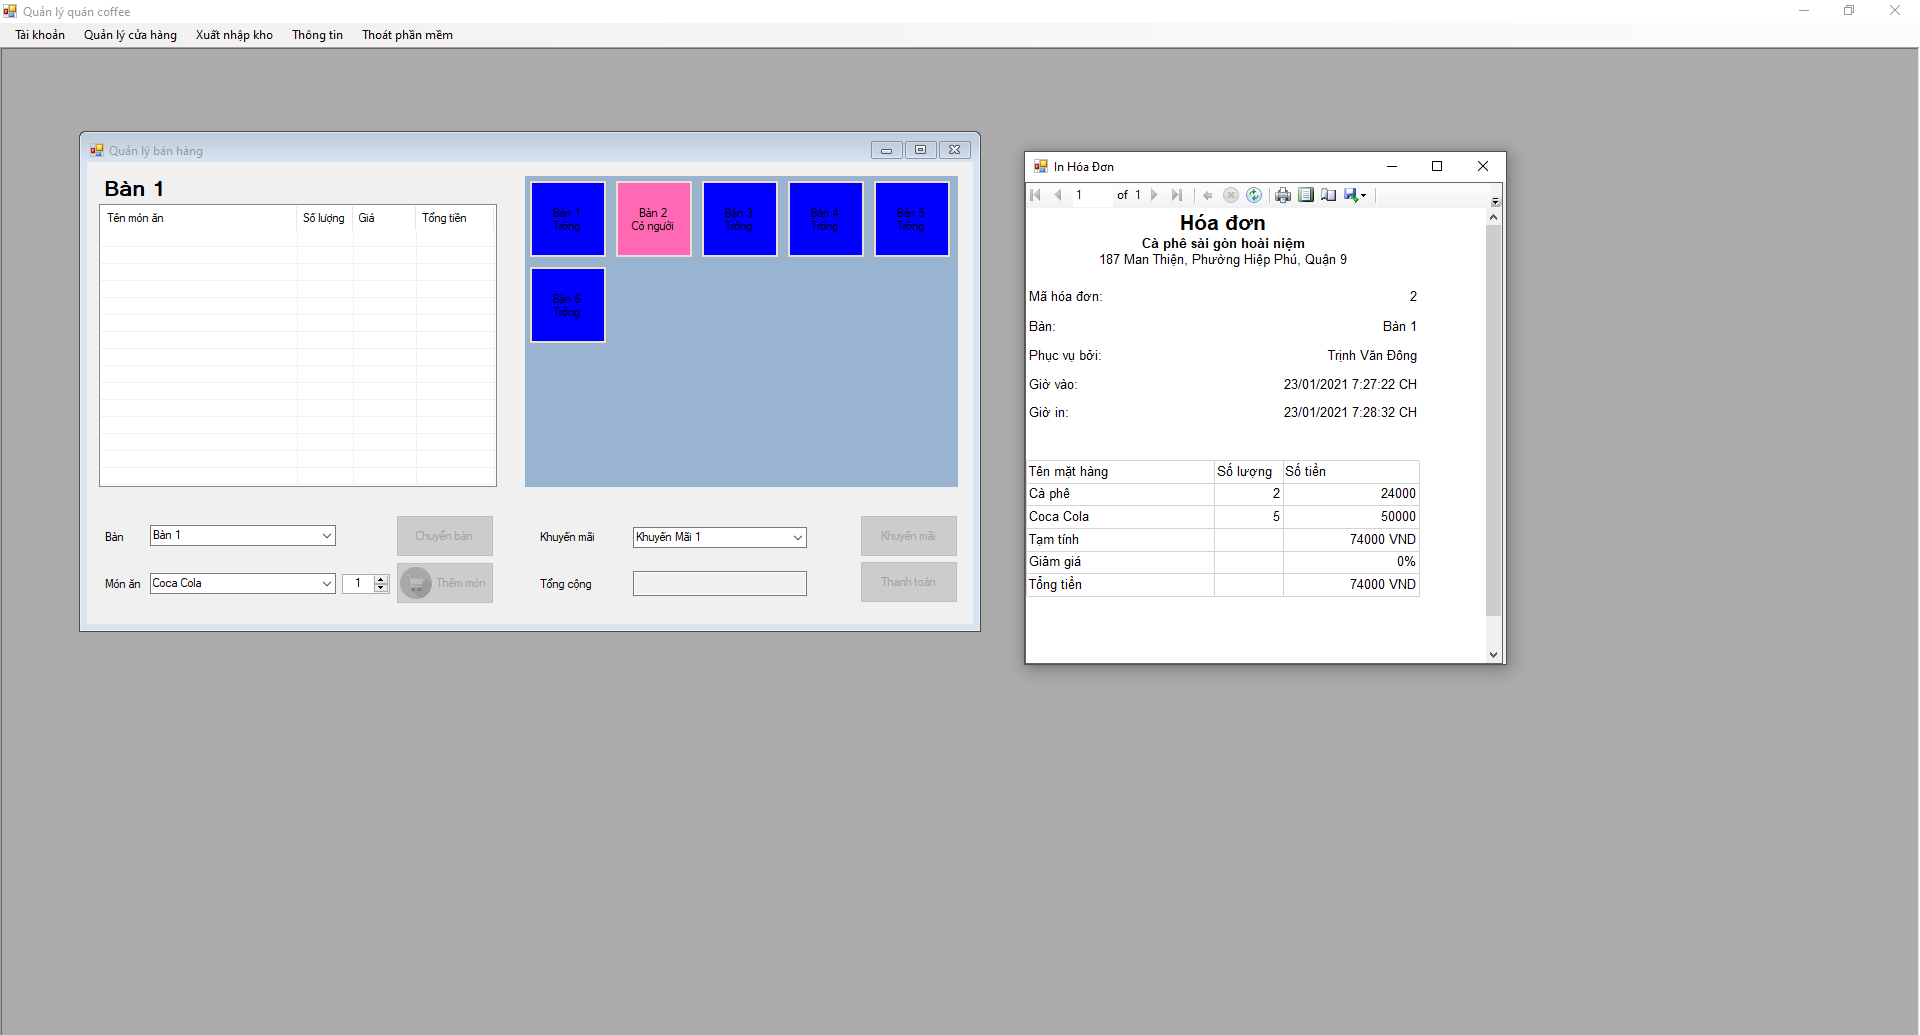 Quản lý quán coffee
Tài khoản Quản lý cửa hàng Xuất nhập kho Thông tin Thoát phần mềm
Quản lý bán hàng
Bàn 1
Tên món ăn Số lượng Giá Tổng tiền
Bàn 1
Trống
Bàn 2
Có người
Bàn 3
Trống
Bàn 4
Trống
Bàn 5
Trống
Bàn 6
Trống
Bàn Bàn 1 Chuyển bàn
Món ăn Coca Cola 1 Thêm món
Khuyến mãi Khuyến Mãi 1 Khuyến mãi
Tổng cộng Thanh toán
In Hóa Đơn
1 of 1
Hóa đơn
Cà phê sài gòn hoài niệm
187 Man Thiện, Phường Hiệp Phú, Quận 9
Mã hóa đơn: 2
Bàn: Bàn 1
Phục vụ bởi: Trịnh Văn Đông
Giờ vào: 23/01/2021 7:27:22 CH
Giờ in: 23/01/2021 7:28:32 CH
Tên mặt hàng Số lượng Số tiền
Cà phê 2 24000
Coca Cola 5 50000
Tạm tính 74000 VND
Giảm giá 0%
Tổng tiền 74000 VND